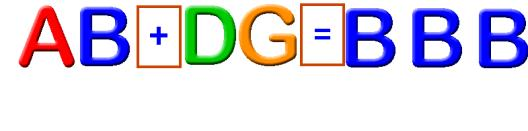 AB + DG = BBB